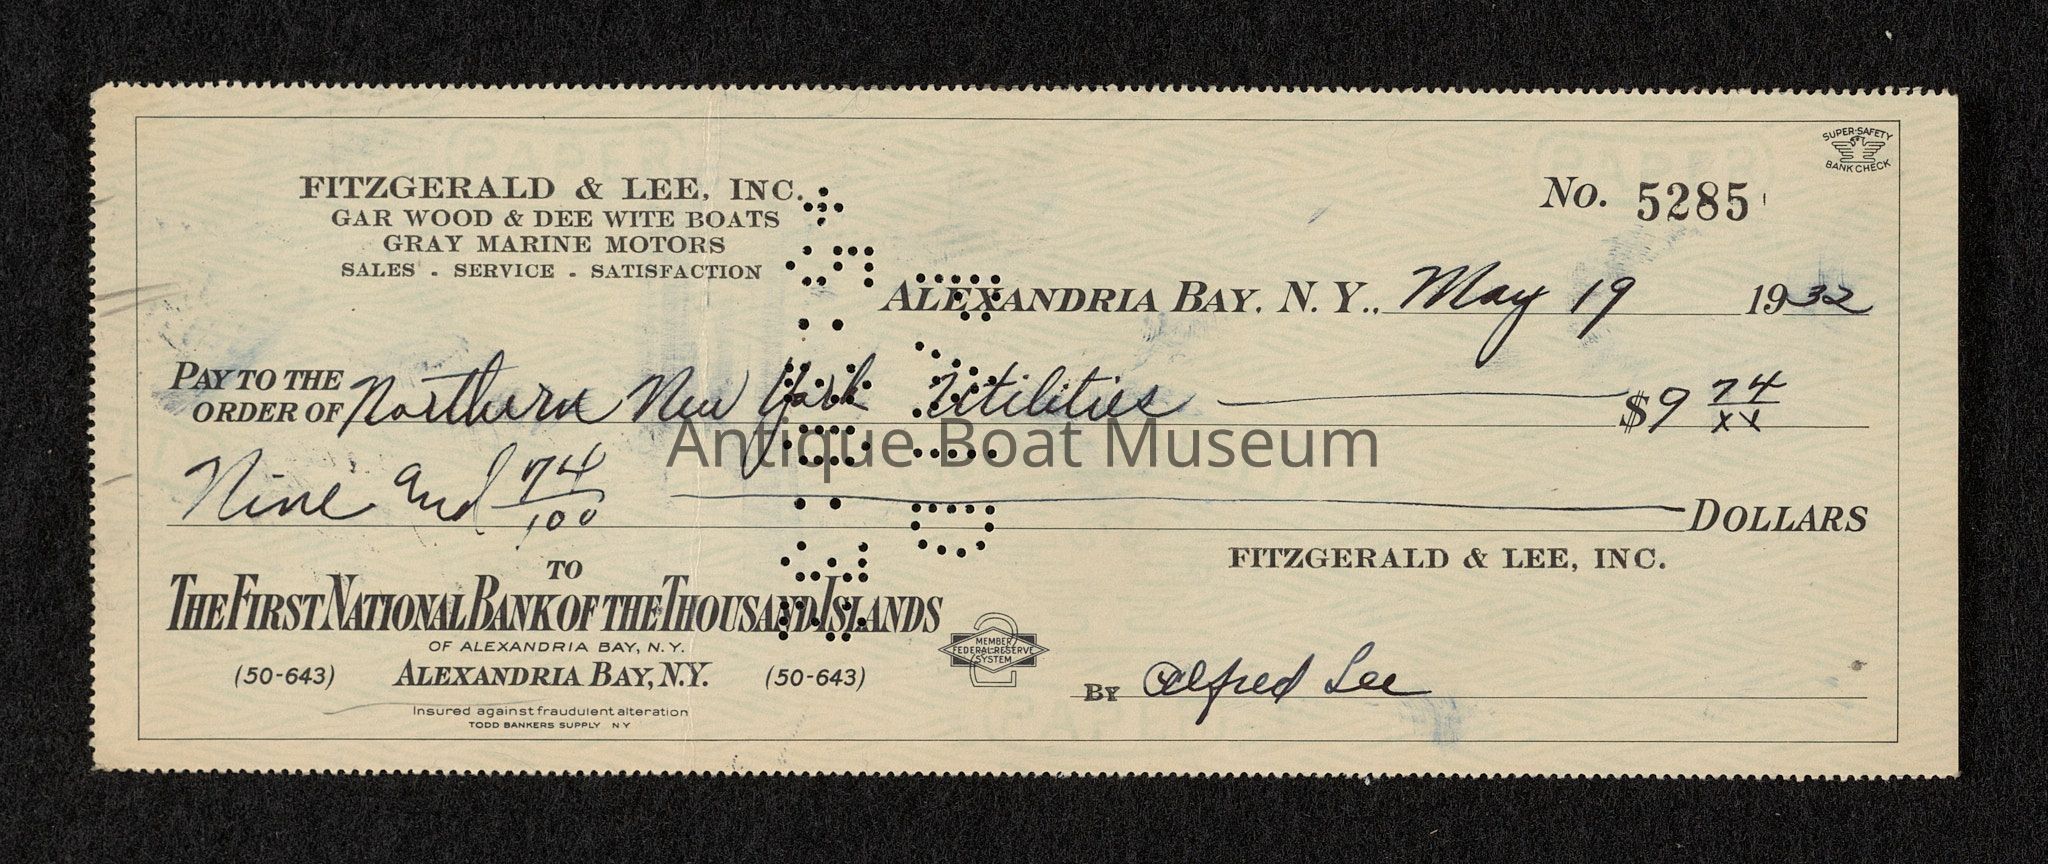 SUPER-SAFETY
BANK CHECK
FITZGERALD & LEE, INC.
GAR WOOD & DEE WITE BOATS
GRAY MARINE MOTORS
SALES . SERVICE . SATISFACTION
No. 5285
ALEXANDRIA BAY, N. Y., May 19 1932
PAY TO THE
ORDER OF Northern New York Utilities $9 74/xx
Antique Boat Museum
Nine and 74/100 DOLLARS
FITZGERALD & LEE, INC.
TO
THE FIRST NATIONAL BANK OF THE THOUSAND ISLANDS
OF ALEXANDRIA BAY, N.Y.
(50-643) ALEXANDRIA BAY, N.Y. (50-643)
MEMBER
FEDERAL RESERVE
SYSTEM
2
BY Alfred Lee
Insured against fraudulent alteration
TODD BANKERS SUPPLY NY
PAID